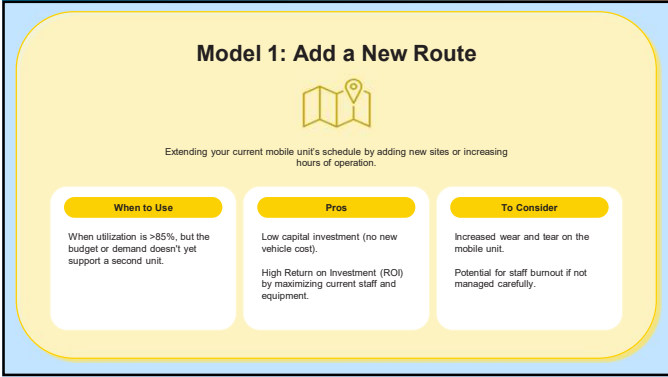 Model 1: Add a New Route
Extending your current mobile unit's schedule by adding new sites or increasing
hours of operation.
When to Use
When utilization is >85%, but the
budget or demand doesn't yet
support a second unit.
Pros
Low capital investment (no new
vehicle cost).
High Return on Investment (ROI)
by maximizing current staff and
equipment.
To Consider
Increased wear and tear on the
mobile unit.
Potential for staff burnout if not
managed carefully.